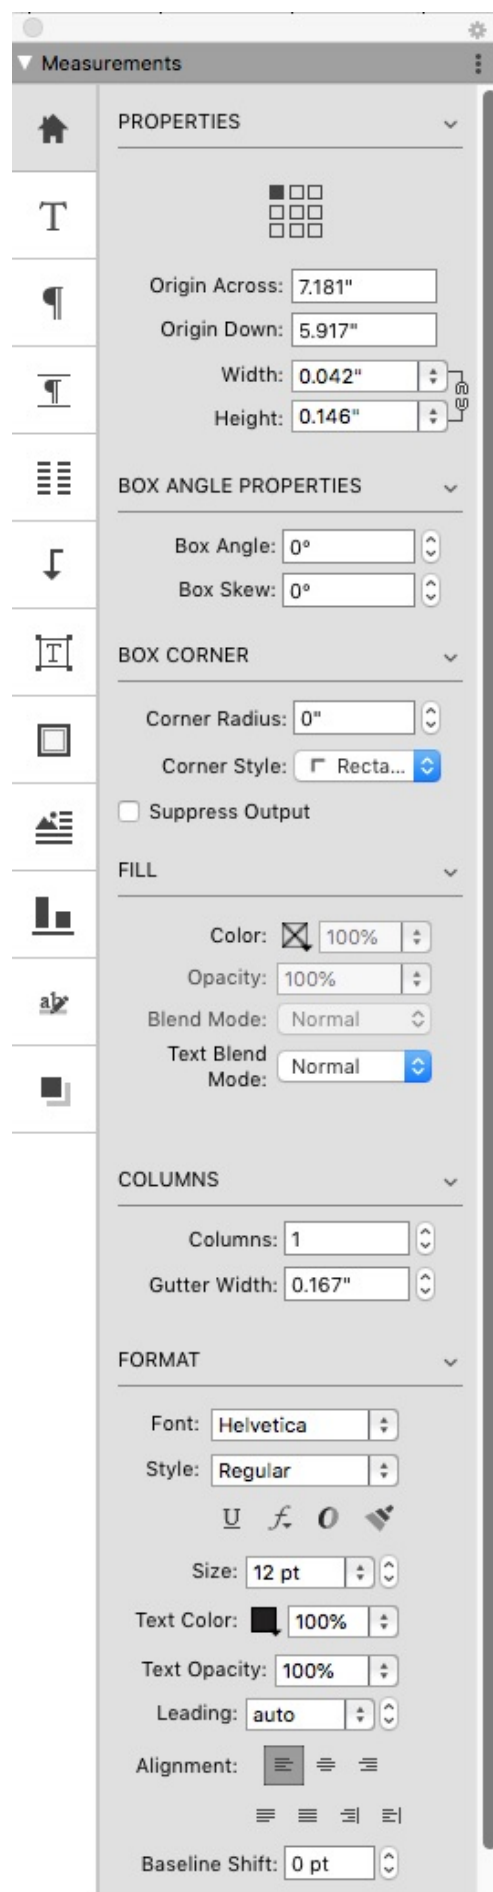 Measurements
PROPERTIES
Origin Across: 7.181"
Origin Down: 5.917"
Width: 0.042"
Height: 0.146"
BOX ANGLE PROPERTIES
Box Angle: 0°
Box Skew: 0°
BOX CORNER
Corner Radius: 0"
Corner Style: Recta...
Suppress Output
FILL
Color: 100%
Opacity: 100%
Blend Mode: Normal
Text Blend
Mode: Normal
COLUMNS
Columns: 1
Gutter Width: 0.167"
FORMAT
Font: Helvetica
Style: Regular
U f O
Size: 12 pt
Text Color: 100%
Text Opacity: 100%
Leading: auto
Alignment:
Baseline Shift: 0 pt